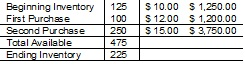 Beginning Inventory 125 $ 10.00 $ 1,250.00
First Purchase 100 $ 12.00 $ 1,200.00
Second Purchase 250 $ 15.00 $ 3,750.00
Total Available 475
Ending Inventory 225